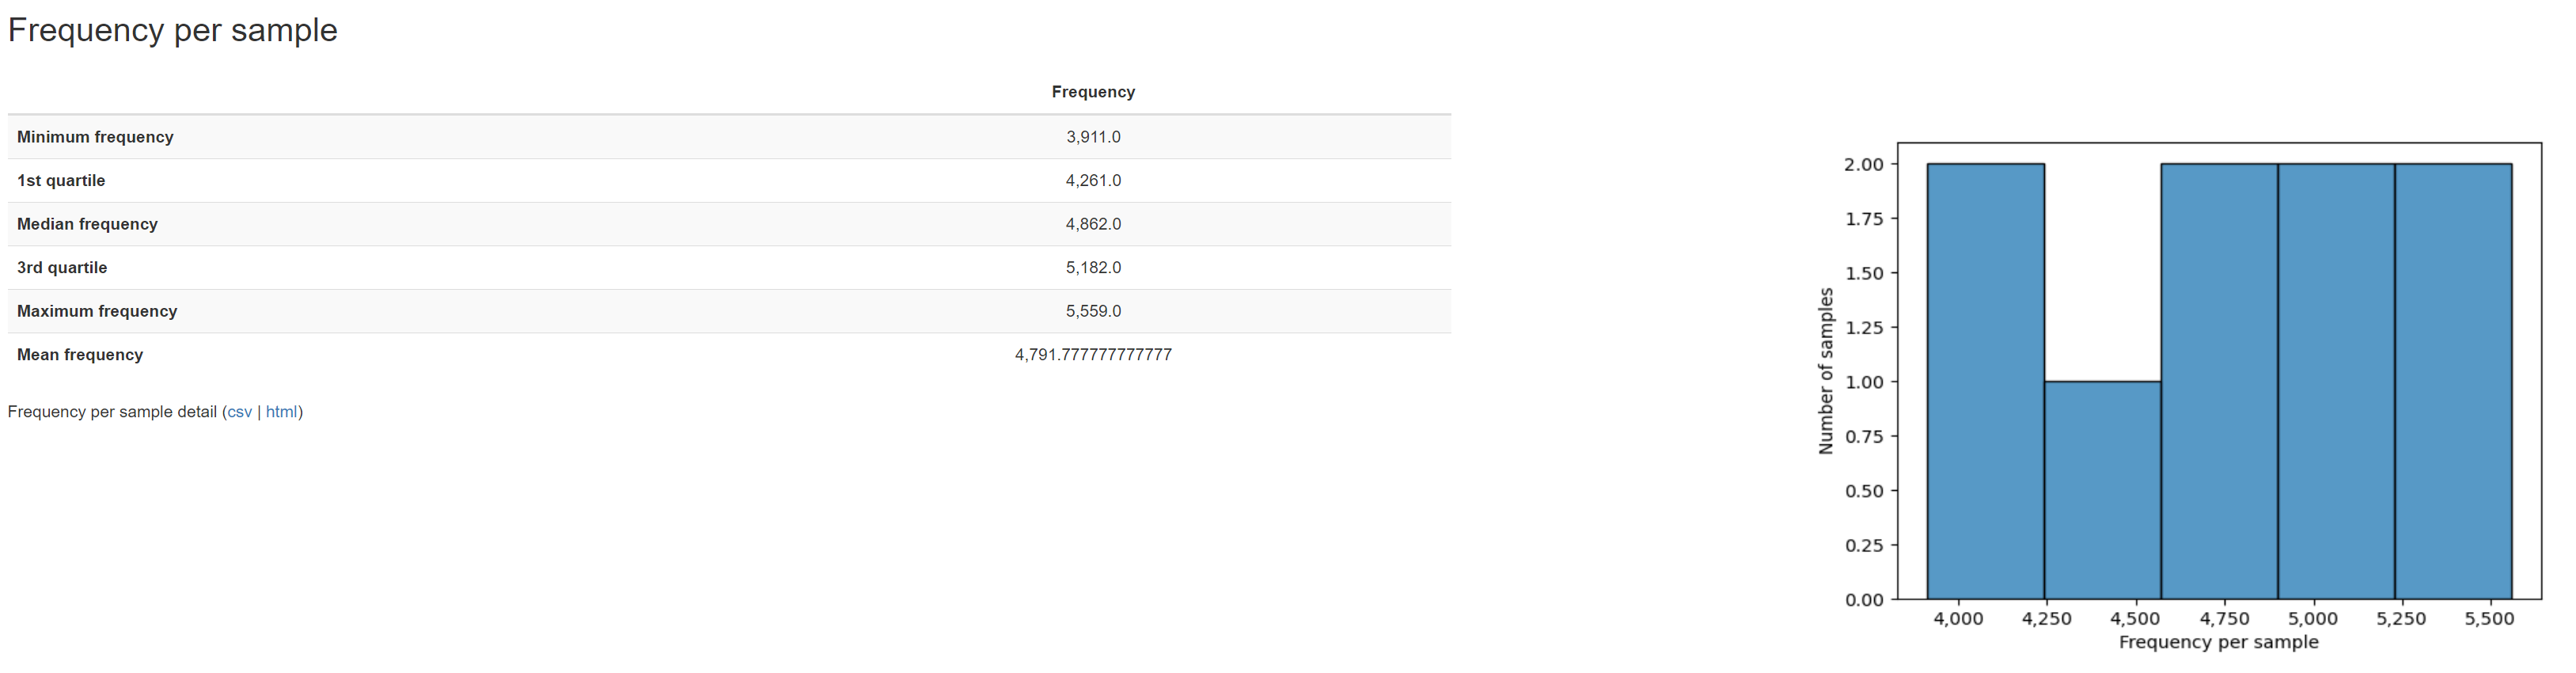 Frequency per sample
Frequency
Minimum frequency 3,911.0
1st quartile 4,261.0
Median frequency 4,862.0
3rd quartile 5,182.0
Maximum frequency 5,559.0
Mean frequency 4,791.777777777777
Frequency per sample detail (csv | html)
Number of samples
2.00
1.75
1.50
1.25
1.00
0.75
0.50
0.25
0.00
4,000 4,250 4,500 4,750 5,000 5,250 5,500
Frequency per sample